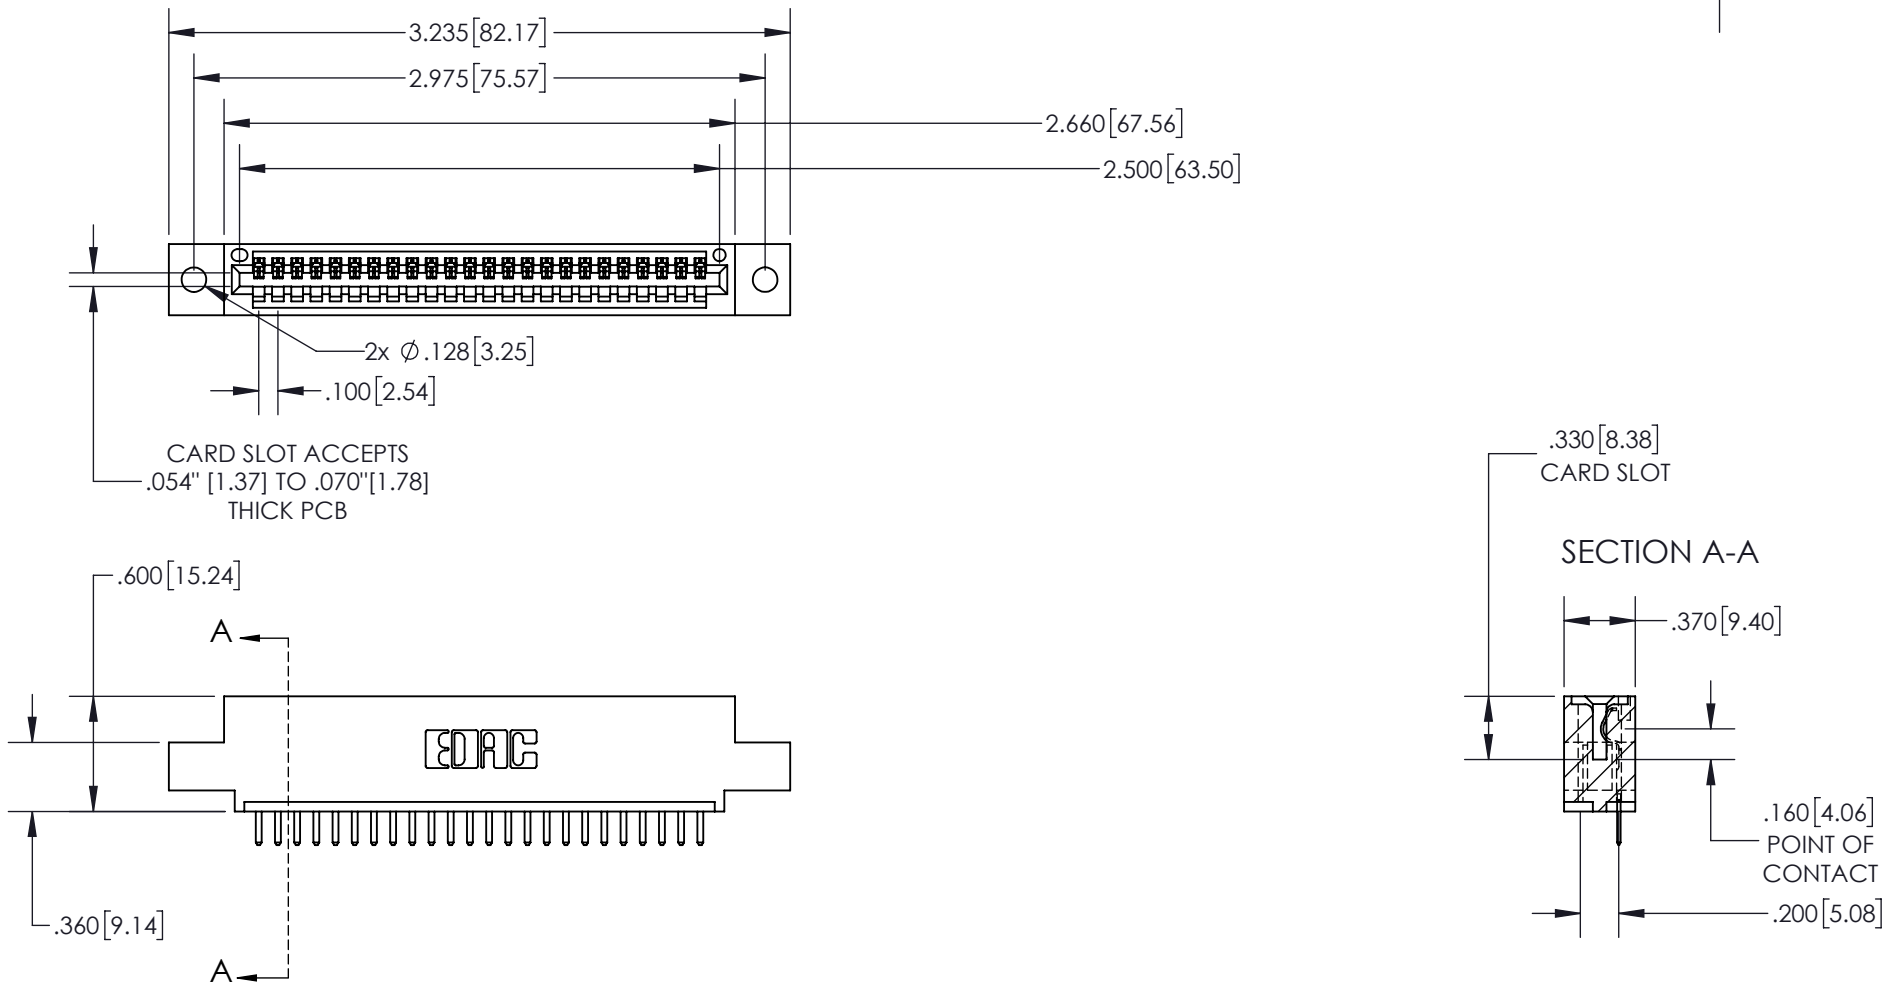 3.235[82.17]
2.975[75.57]
2.660[67.56]
2.500[63.50]
2x Ø.128[3.25]
.100[2.54]
CARD SLOT ACCEPTS
.054" [1.37] TO .070"[1.78]
THICK PCB
.330[8.38]
CARD SLOT
SECTION A-A
.600[15.24]
.370[9.40]
A
EDAC
.160[4.06]
POINT OF
CONTACT
.200[5.08]
.360[9.14]
A